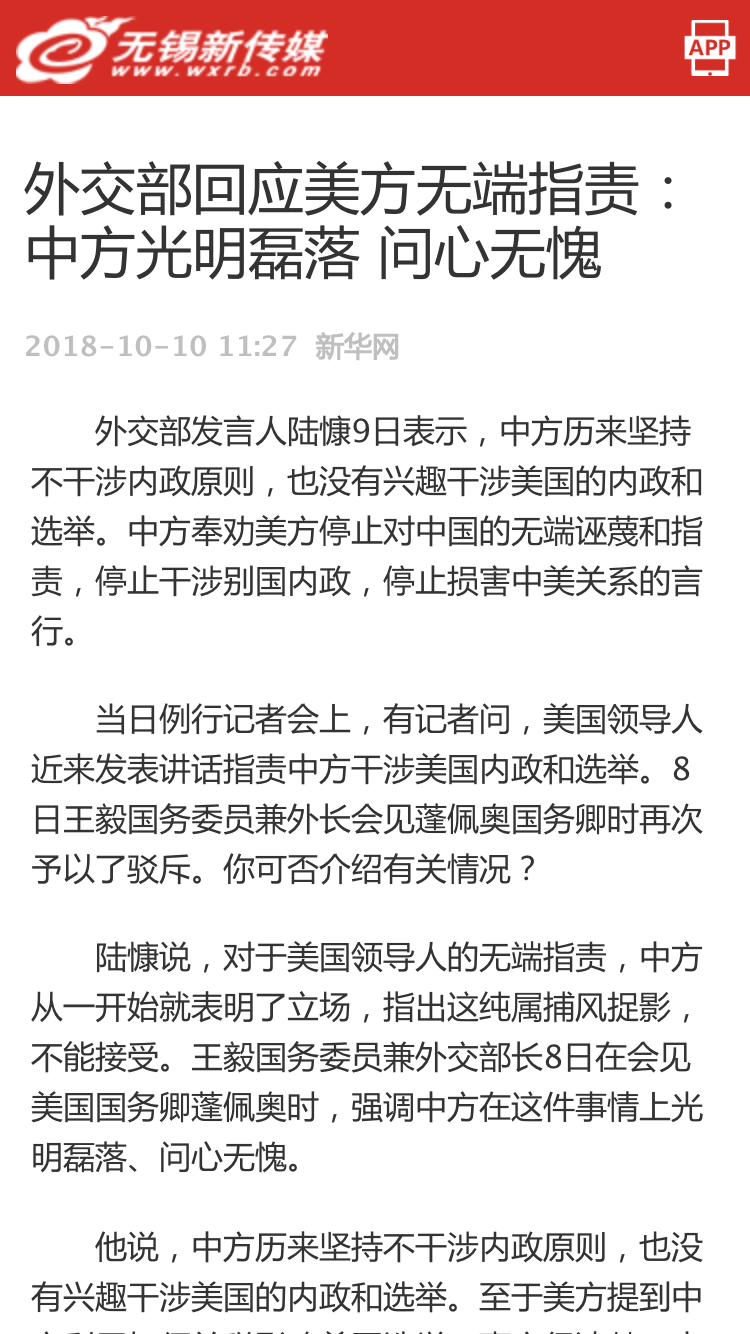 无锡新传媒
www.wxrb.com
APP
外交部回应美方无端指责：
中方光明磊落 问心无愧
2018-10-10 11:27 新华网
外交部发言人陆慷9日表示，中方历来坚持
不干涉内政原则，也没有兴趣干涉美国的内政和
选举。中方奉劝美方停止对中国的无端诬蔑和指
责，停止干涉别国内政，停止损害中美关系的言
行。
当日例行记者会上，有记者问，美国领导人
近来发表讲话指责中方干涉美国内政和选举。8
日王毅国务委员兼外长会见蓬佩奥国务卿时再次
予以了驳斥。你可否介绍有关情况？
陆慷说，对于美国领导人的无端指责，中方
从一开始就表明了立场，指出这纯属捕风捉影，
不能接受。王毅国务委员兼外交部长8日在会见
美国国务卿蓬佩奥时，强调中方在这件事情上光
明磊落、问心无愧。
他说，中方历来坚持不干涉内政原则，也没
有兴趣干涉美国的内政和选举。至于美方提到中